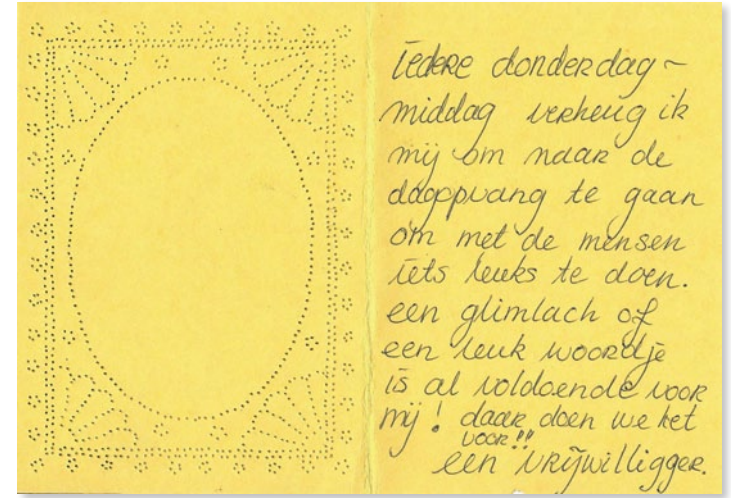 iedere donderdag-
middag verheug ik
mij om naar de
dagopvang te gaan
om met de mensen
iets leuks te doen.
een glimlach of
een leuk woordje
is al voldoende voor
mij! daar doen we het
voor!!
een vrijwilligger.